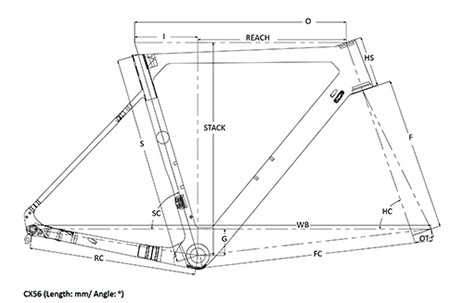 O
I
REACH
HS
STACK
S
F
SC
HC
WB
G
OT
RC
FC
CX56 (Length: mm/ Angle: °)